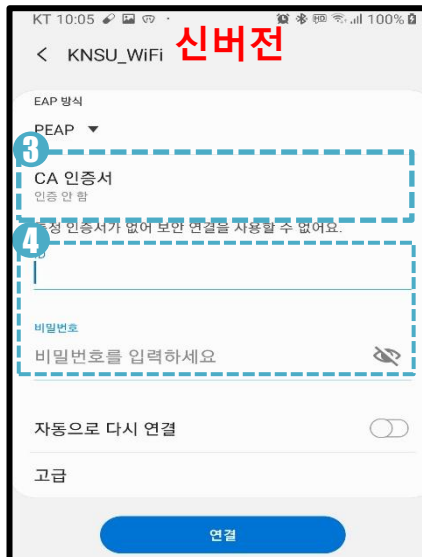 KT 10:05
100%
KNSU_WiFi 신버전
EAP 방식
PEAP
3
CA 인증서
인증 안 함
특정 인증서가 없어 보안 연결을 사용할 수 없어요.
4
ID
비밀번호
비밀번호를 입력하세요
자동으로 다시 연결
고급
연결